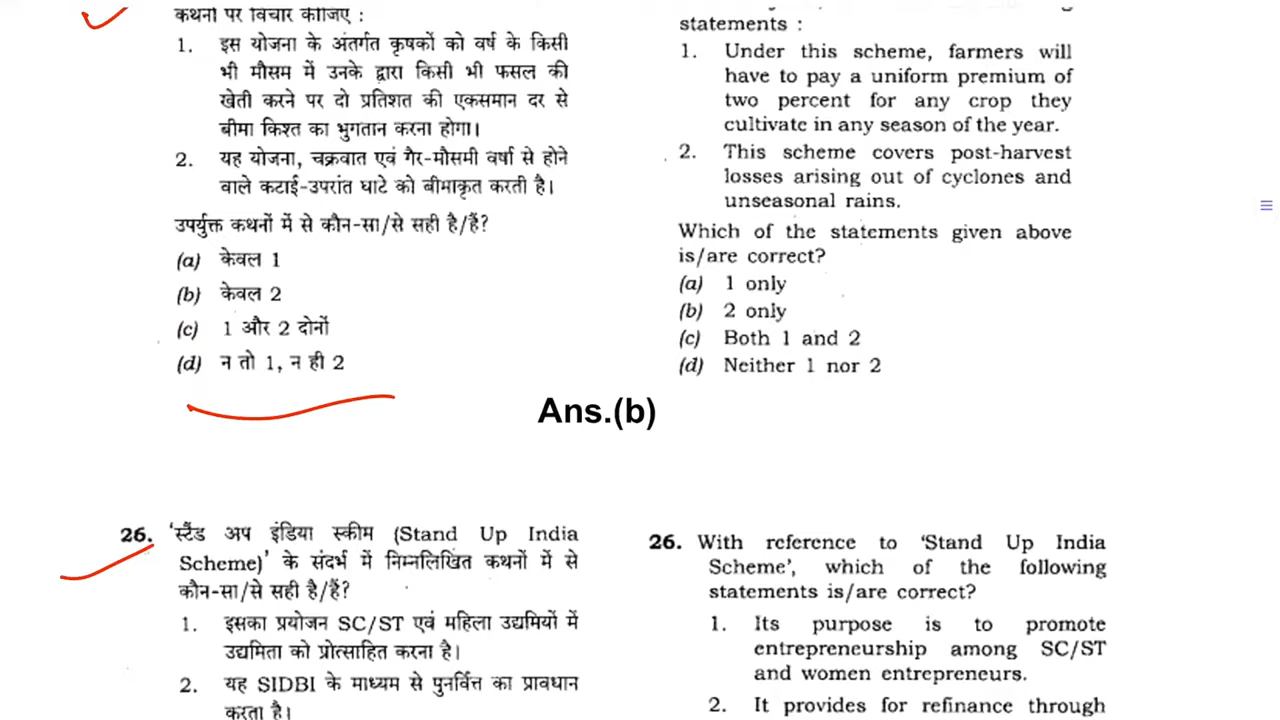 कथनों पर विचार कीजिए :
1. इस योजना के अंतर्गत कृषकों को वर्ष के किसी
भी मौसम में उनके द्वारा किसी भी फसल की
खेती करने पर दो प्रतिशत की एकसमान दर से
बीमा किश्त का भुगतान करना होगा।
2. यह योजना, चक्रवात एवं गैर-मौसमी वर्षा से होने
वाले कटाई-उपरांत घाटे को बीमाकृत करती है।
उपर्युक्त कथनों में से कौन-सा/से सही है/हैं?
(a) केवल 1
(b) केवल 2
(c) 1 और 2 दोनों
(d) न तो 1, न ही 2
statements :
1. Under this scheme, farmers will
have to pay a uniform premium of
two percent for any crop they
cultivate in any season of the year.
2. This scheme covers post-harvest
losses arising out of cyclones and
unseasonal rains.
Which of the statements given above
is/are correct?
(a) 1 only
(b) 2 only
(c) Both 1 and 2
(d) Neither 1 nor 2
Ans.(b)
26. 'स्टैंड अप इंडिया स्कीम (Stand Up India
Scheme)' के संदर्भ में निम्नलिखित कथनों में से
कौन-सा/से सही है/हैं?
1. इसका प्रयोजन SC/ST एवं महिला उद्यमियों में
उद्यमिता को प्रोत्साहित करना है।
2. यह SIDBI के माध्यम से पुनर्वित्त का प्रावधान
करता है।
26. With reference to 'Stand Up India
Scheme', which of the following
statements is/are correct?
1. Its purpose is to promote
entrepreneurship among SC/ST
and women entrepreneurs.
2. It provides for refinance through